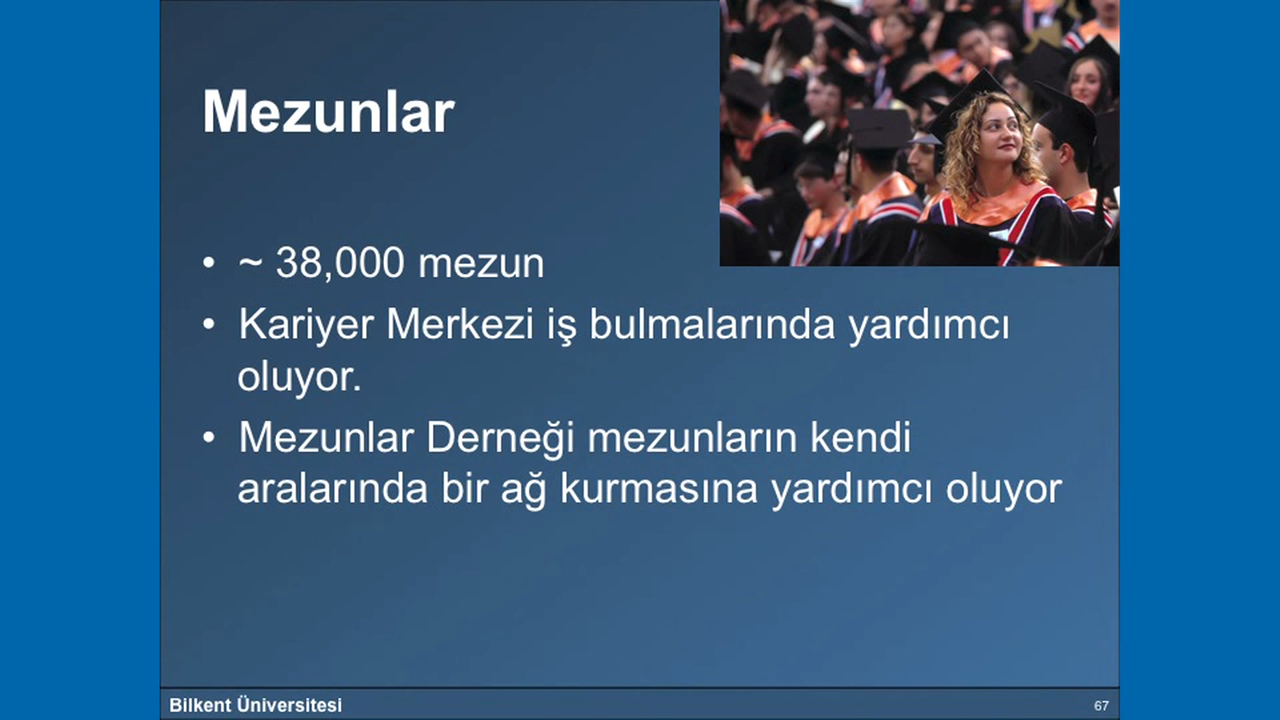 Mezunlar
• ~ 38,000 mezun
• Kariyer Merkezi iş bulmalarında yardımcı
oluyor.
• Mezunlar Derneği mezunların kendi
aralarında bir ağ kurmasına yardımcı oluyor
Bilkent Üniversitesi
67